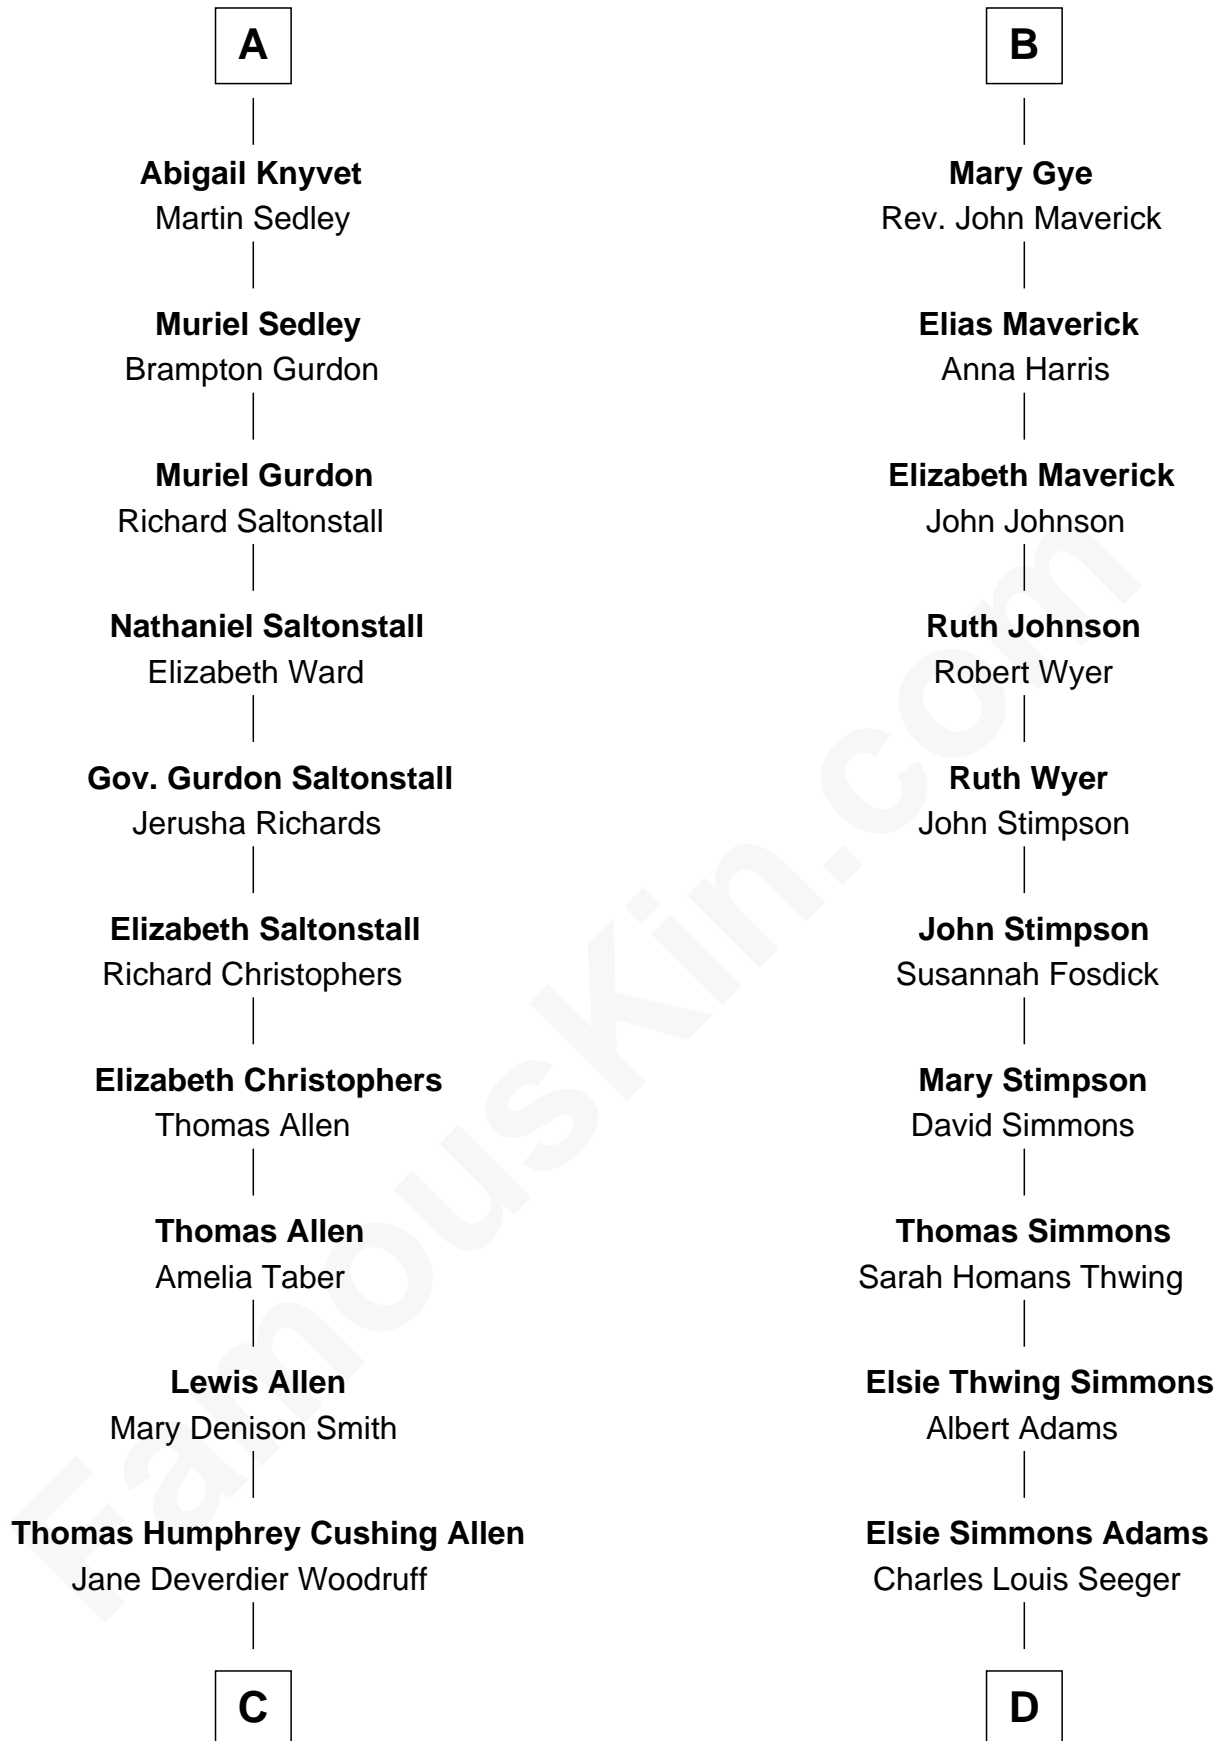 A
Abigail Knyvet
Martin Sedley
Muriel Sedley
Brampton Gurdon
Muriel Gurdon
Richard Saltonstall
Nathaniel Saltonstall
Elizabeth Ward
Gov. Gurdon Saltonstall
Jerusha Richards
Elizabeth Saltonstall
Richard Christophers
Elizabeth Christophers
Thomas Allen
Thomas Allen
Amelia Taber
Lewis Allen
Mary Denison Smith
Thomas Humphrey Cushing Allen
Jane Deverdier Woodruff
C
B
Mary Gye
Rev. John Maverick
Elias Maverick
Anna Harris
Elizabeth Maverick
John Johnson
Ruth Johnson
Robert Wyer
Ruth Wyer
John Stimpson
John Stimpson
Susannah Fosdick
Mary Stimpson
David Simmons
Thomas Simmons
Sarah Homans Thwing
Elsie Thwing Simmons
Albert Adams
Elsie Simmons Adams
Charles Louis Seeger
D
FamousKin.com